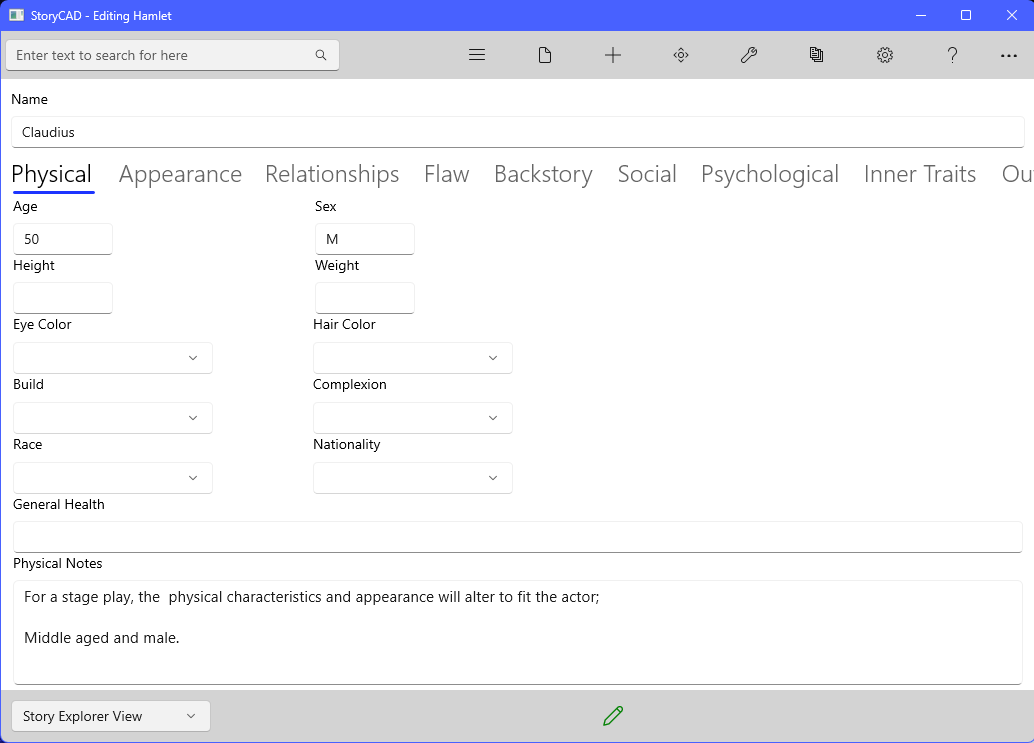 StoryCAD - Editing Hamlet
Enter text to search for here
Name
Claudius
Physical Appearance Relationships Flaw Backstory Social Psychological Inner Traits Ou
Age Sex
50 M
Height Weight
Eye Color Hair Color
Build Complexion
Race Nationality
General Health
Physical Notes
For a stage play, the  physical characteristics and appearance will alter to fit the actor;
Middle aged and male.
Story Explorer View